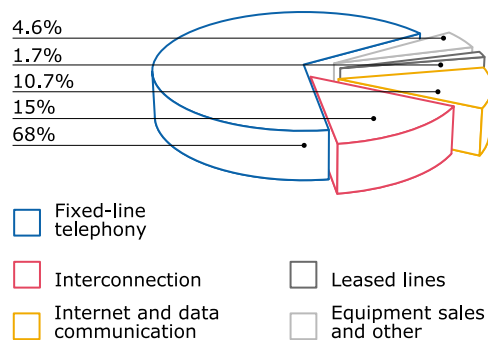 4.6%
1.7%
10.7%
15%
68%
Fixed-line
telephony
Interconnection
Leased lines
Internet and data
communication
Equipment sales
and other